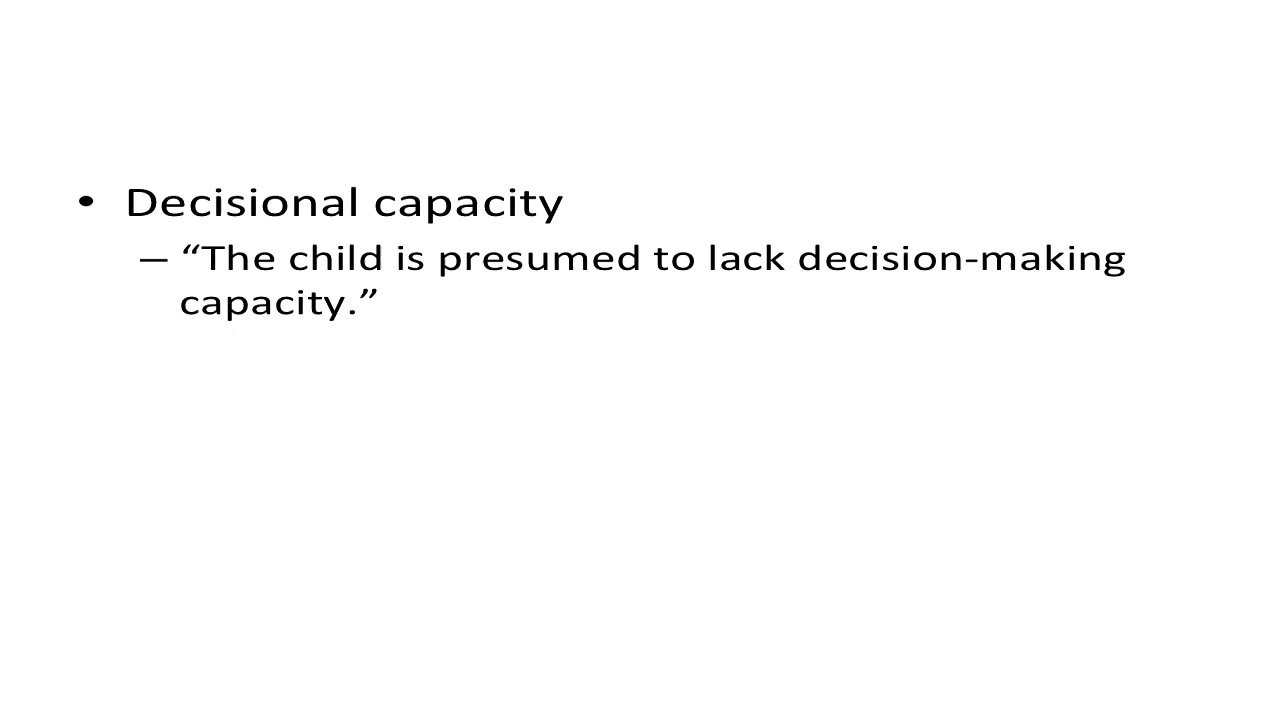 • Decisional capacity
– “The child is presumed to lack decision-making
capacity.”